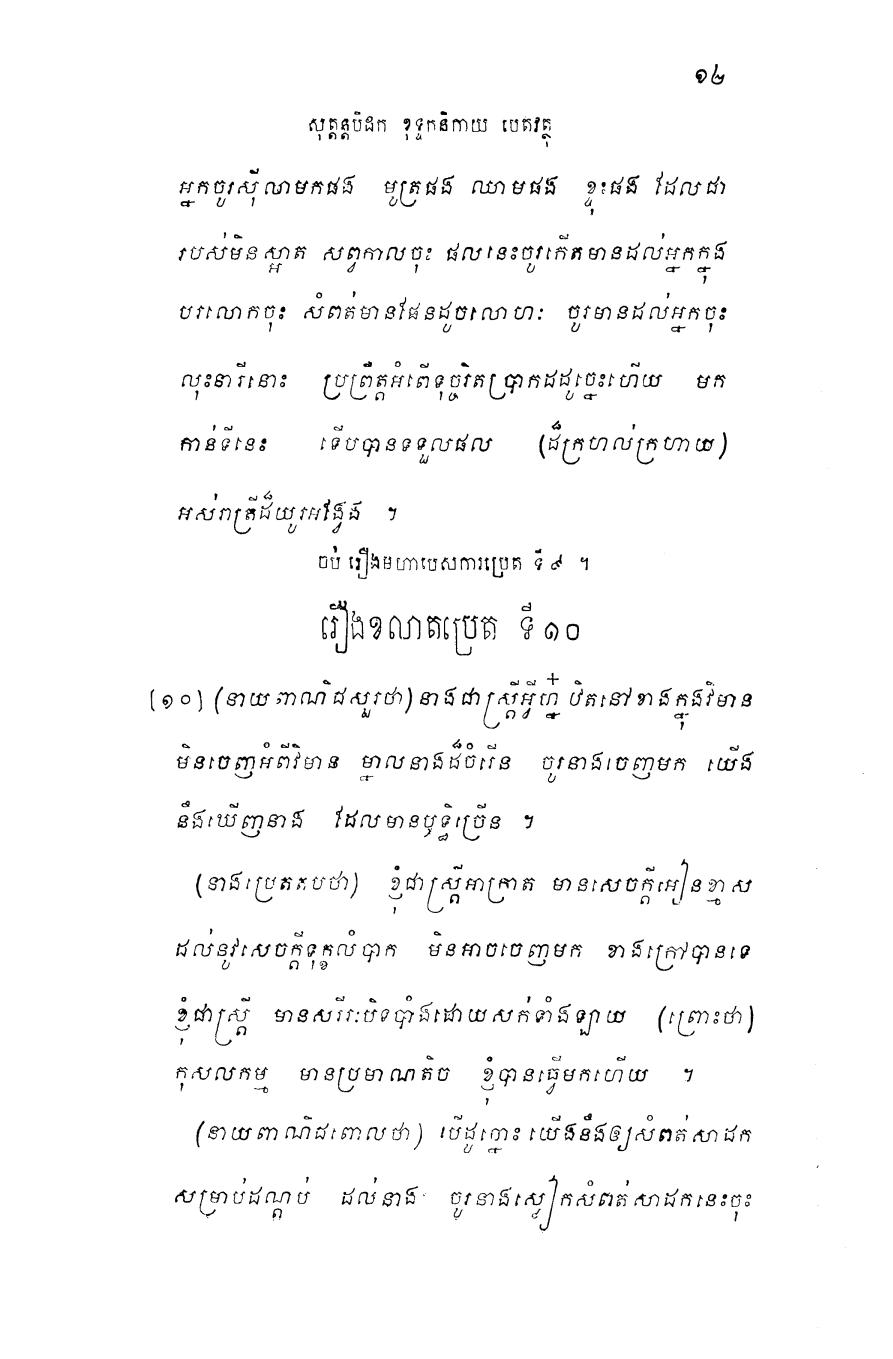 ១៤
សុត្តន្តបិដក ខុទ្ទកនិកាយ បេតវត្ថុ
អ្នកចូរស៊ីលាមកផង មូត្រផង ឈាមផង ខ្ទុះផង ដែលជា
របស់មិនស្អាត សព្វកាលចុះ ផលនេះចូរកើតមានដល់អ្នកក្នុង
បរលោកចុះ សំពត់មានផែនដូចលោហៈ ចូរមានដល់អ្នកចុះ
លុះនារីនោះ ប្រព្រឹត្តអំពើទុច្ចរិតប្រាកដដូច្នេះហើយ មក
កាន់ទីនេះ ទើបបានទទួលផល (ដ៏ក្រហល់ក្រហាយ)
អស់រាត្រីដ៏យូរអង្វែង ។
ចប់ រឿងមហាបេសការប្រេត ទី៩ ។
រឿងខលាតប្រេត ទី១០
[១០] (នាយពាណិជសួរថា) នាងជាស្ត្រីអ្វីហ្ន៎ ឋិតនៅខាងក្នុងវិមាន
មិនចេញអំពីវិមាន ម្នាលនាងដ៏ចំរើន ចូរនាងចេញមក យើង
នឹងឃើញនាង ដែលមានឫទ្ធិច្រើន ។
(នាងប្រេតតបថា) ខ្ញុំជាស្ត្រីអាក្រាត មានសេចក្តីអៀនខ្មាស
ដល់នូវសេចក្តីទុក្ខលំបាក មិនអាចចេញមក ខាងក្រៅបានទេ
ខ្ញុំជាស្ត្រី មានសរីរៈបិទបាំងដោយសក់ទាំងឡាយ (ព្រោះថា)
កុសលកម្ម មានប្រមាណតិច ខ្ញុំបានធ្វើមកហើយ ។
(នាយពាណិជពោលថា) បើដូច្នោះ យើងនឹងឲ្យសំពត់សាដក
សម្រាប់ដណ្តប់ ដល់នាង ចូរនាងស្លៀកសំពត់សាដកនេះចុះ